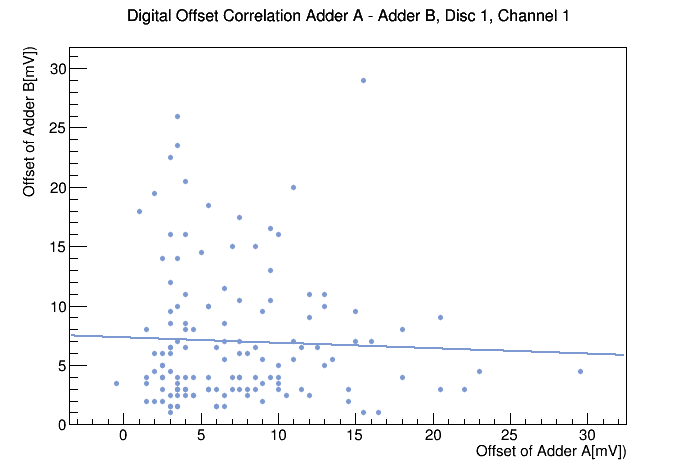 Digital Offset Correlation Adder A - Adder B, Disc 1, Channel 1
Offset of Adder B[mV])
30
25
20
15
10
5
0
0 5 10 15 20 25 30
Offset of Adder A[mV])